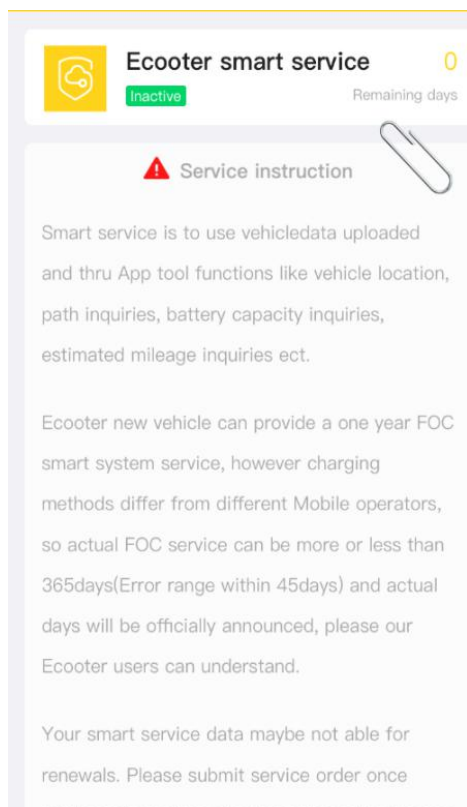 Ecooter smart service
0
Inactive
Remaining days
Service instruction
Smart service is to use vehicledata uploaded
and thru App tool functions like vehicle location,
path inquiries, battery capacity inquiries,
estimated mileage inquiries ect.
Ecooter new vehicle can provide a one year FOC
smart system service, however charging
methods differ from different Mobile operators,
so actual FOC service can be more or less than
365days(Error range within 45days) and actual
days will be officially announced, please our
Ecooter users can understand.
Your smart service data maybe not able for
renewals. Please submit service order once